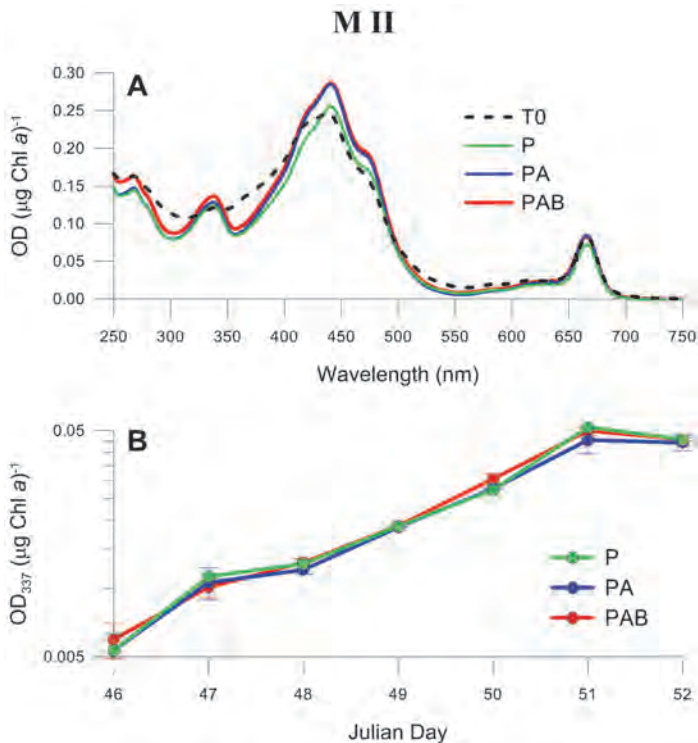 M II
A
0.30
0.25
0.20
0.15
0.10
0.05
0.00
OD (µg Chl a)-1
T0
P
PA
PAB
250 300 350 400 450 500 550 600 650 700 750
Wavelength (nm)
B
0.05
0.005
OD337 (µg Chl a)-1
P
PA
PAB
46 47 48 49 50 51 52
Julian Day